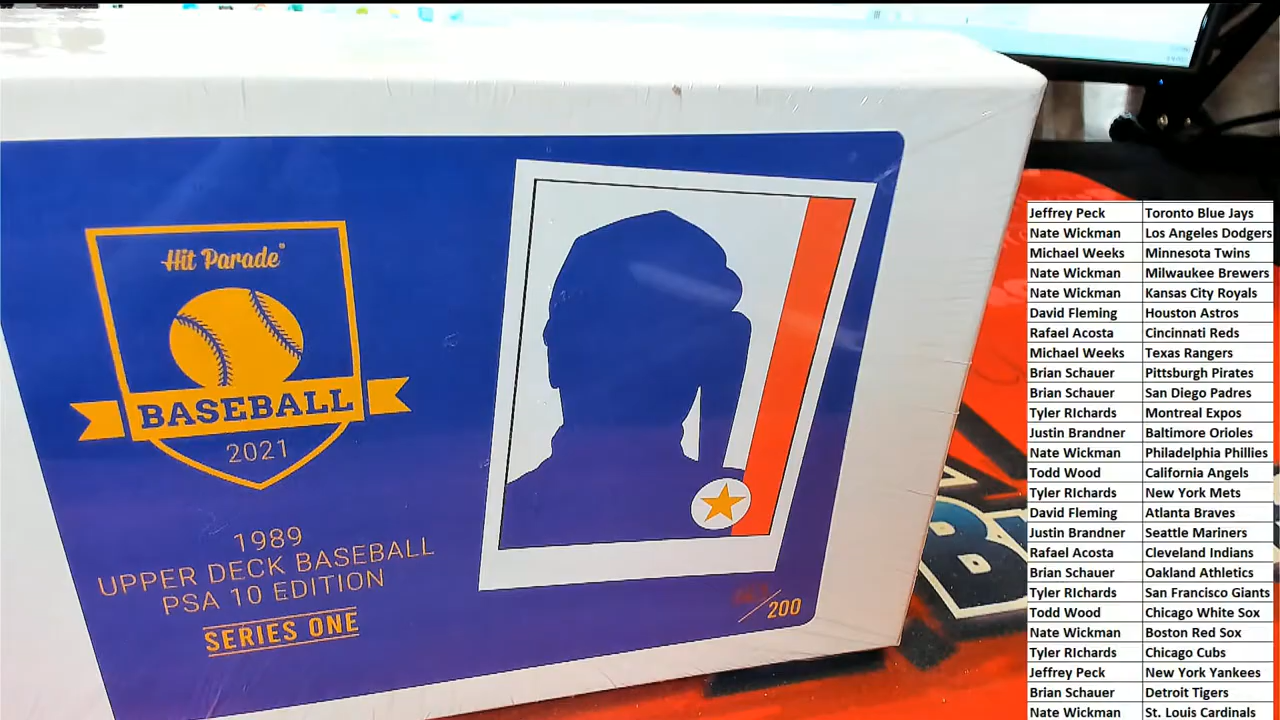 Hit Parade
BASEBALL
2021
1989
UPPER DECK BASEBALL
PSA 10 EDITION
SERIES ONE
/200
Jeffrey Peck Toronto Blue Jays
Nate Wickman Los Angeles Dodgers
Michael Weeks Minnesota Twins
Nate Wickman Milwaukee Brewers
Nate Wickman Kansas City Royals
David Fleming Houston Astros
Rafael Acosta Cincinnati Reds
Michael Weeks Texas Rangers
Brian Schauer Pittsburgh Pirates
Brian Schauer San Diego Padres
Tyler RIchards Montreal Expos
Justin Brandner Baltimore Orioles
Nate Wickman Philadelphia Phillies
Todd Wood California Angels
Tyler RIchards New York Mets
David Fleming Atlanta Braves
Justin Brandner Seattle Mariners
Rafael Acosta Cleveland Indians
Brian Schauer Oakland Athletics
Tyler RIchards San Francisco Giants
Todd Wood Chicago White Sox
Nate Wickman Boston Red Sox
Tyler RIchards Chicago Cubs
Jeffrey Peck New York Yankees
Brian Schauer Detroit Tigers
Nate Wickman St. Louis Cardinals